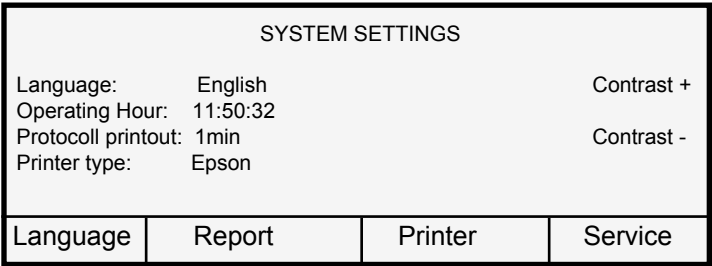 SYSTEM SETTINGS
Language: English Contrast +
Operating Hour: 11:50:32
Protocoll printout: 1min Contrast -
Printer type: Epson
Language Report Printer Service